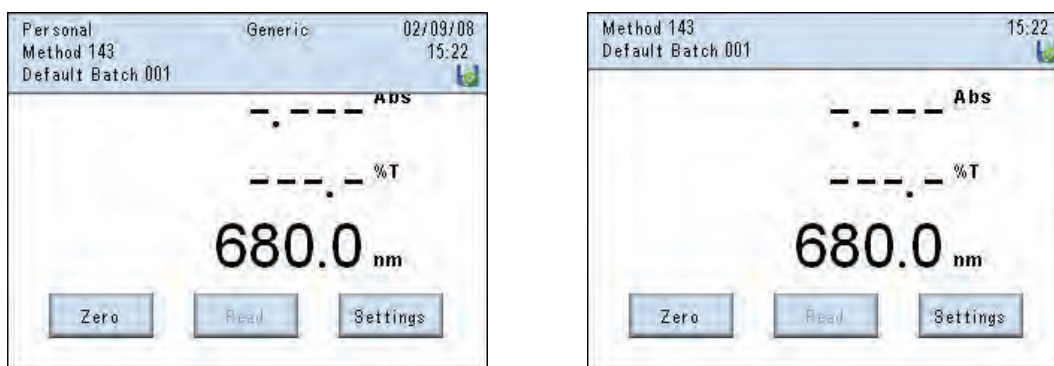 Personal Generic 02/09/08
Method 143 15:22
Default Batch 001
-.--- Abs
---.- %T
680.0 nm
Zero Read Settings
Method 143 15:22
Default Batch 001
-.--- Abs
---.- %T
680.0 nm
Zero Read Settings